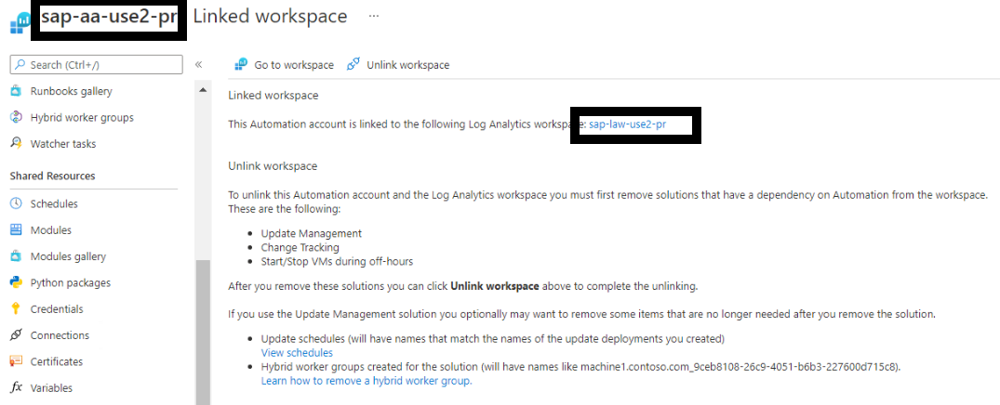 sap-aa-use2-pr Linked workspace ...
Search (Ctrl+/)
«
Go to workspace
Unlink workspace
Runbooks gallery
Hybrid worker groups
Watcher tasks
Shared Resources
Schedules
Modules
Modules gallery
Python packages
Credentials
Connections
Certificates
Variables
Linked workspace
This Automation account is linked to the following Log Analytics workspace: sap-law-use2-pr
Unlink workspace
To unlink this Automation account and the Log Analytics workspace you must first remove solutions that have a dependency on Automation from the workspace.
These are the following:
• Update Management
• Change Tracking
• Start/Stop VMs during off-hours
After you remove these solutions you can click Unlink workspace above to complete the unlinking.
If you use the Update Management solution you optionally may want to remove some items that are no longer needed after you remove the solution.
• Update schedules (will have names that match the names of the update deployments you created)
View schedules
• Hybrid worker groups created for the solution (will have names like machine1.contoso.com_9ceb8108-26c9-4051-b6b3-227600d715c8).
Learn how to remove a hybrid worker group.